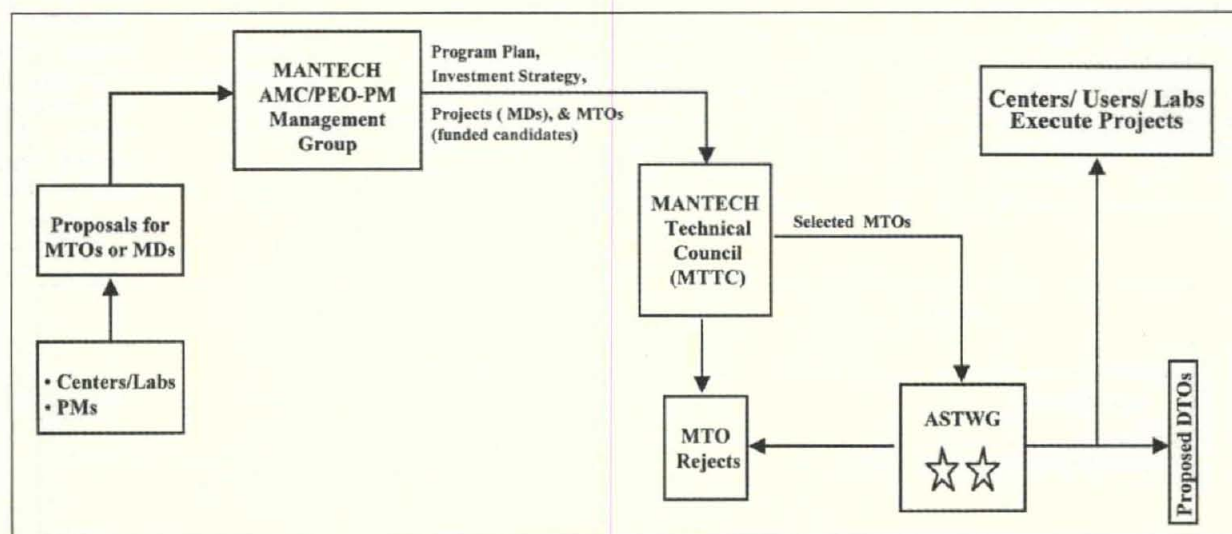 MANTECH
AMC/PEO-PM
Management
Group
Program Plan,
Investment Strategy,
Projects ( MDs), & MTOs
(funded candidates)
Centers/ Users/ Labs
Execute Projects
Proposals for
MTOs or MDs
• Centers/Labs
• PMs
MANTECH
Technical
Council
(MTTC)
Selected MTOs
MTO
Rejects
ASTWG
Proposed DTOs